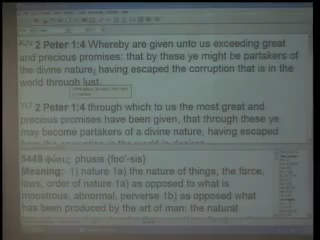 KJV 2 Peter 1:4 Whereby are given unto us exceeding great
and precious promises: that by these ye might be partakers of
the divine nature, having escaped the corruption that is in the
world through lust.
YLT 2 Peter 1:4 through which to us the most great and
precious promises have been given, that through these ye
may become partakers of a divine nature, having escaped
5449 φύσις phusis (foo'-sis)
Meaning: 1) nature 1a) the nature of things, the force,
laws, order of nature 1a) as opposed to what is
monstrous, abnormal, perverse 1b) as opposed what
has been produced by the art of man: the natural